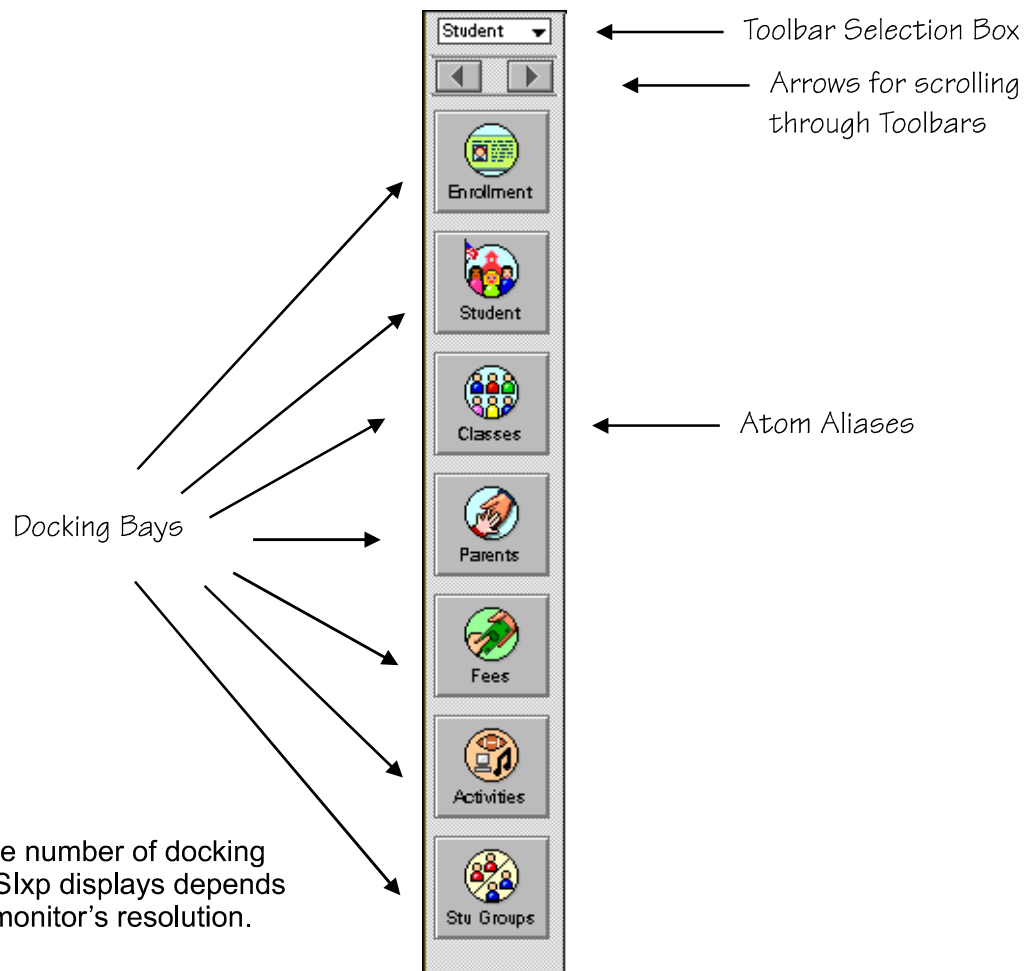 Student
Toolbar Selection Box
Arrows for scrolling
through Toolbars
Enrollment
Student
Classes
Atom Aliases
Docking Bays
Parents
Fees
Activities
Stu Groups
number of docking
SIxp displays depends
monitor's resolution.